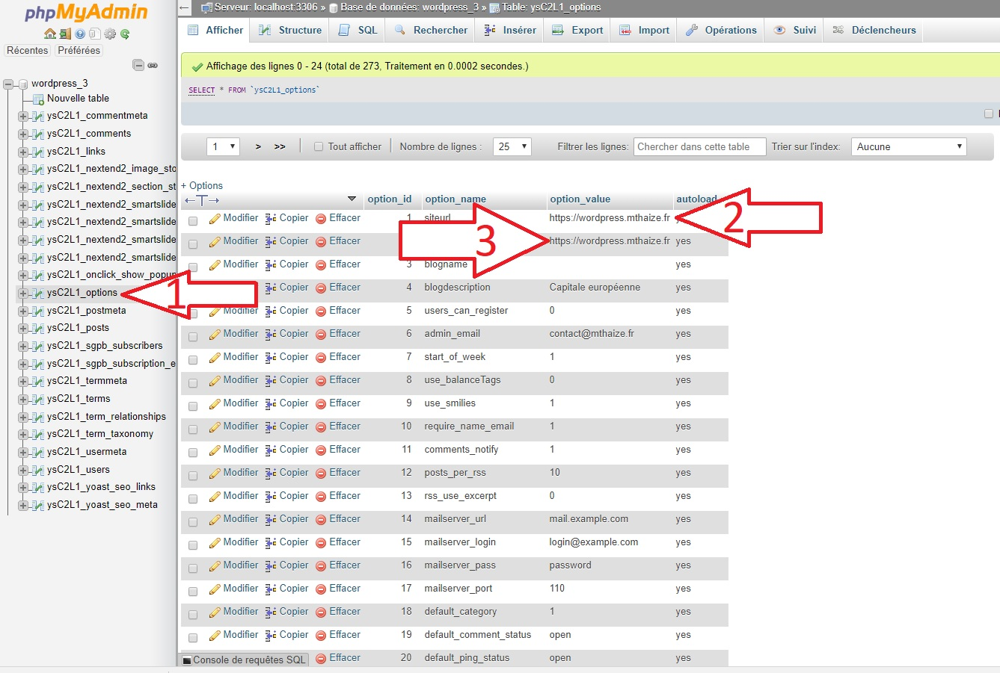 phpMyAdmin
Récentes Préférées
wordpress_3
Nouvelle table
ysC2L1_commentmeta
ysC2L1_comments
ysC2L1_links
ysC2L1_nextend2_image_sto
ysC2L1_nextend2_section_st
ysC2L1_nextend2_smartslide
ysC2L1_nextend2_smartslide
ysC2L1_nextend2_smartslide
ysC2L1_nextend2_smartslide
ysC2L1_onclick_show_popup
ysC2L1_options
ysC2L1_postmeta
ysC2L1_posts
ysC2L1_sgpb_subscribers
ysC2L1_sgpb_subscription_e
ysC2L1_termmeta
ysC2L1_terms
ysC2L1_term_relationships
ysC2L1_term_taxonomy
ysC2L1_usermeta
ysC2L1_users
ysC2L1_yoast_seo_links
ysC2L1_yoast_seo_meta
1
Serveur: localhost:3306 » Base de données: wordpress_3 » Table: ysC2L1_options
Afficher Structure SQL Rechercher Insérer Export Import Opérations Suivi Déclencheurs
Affichage des lignes 0 - 24 (total de 273, Traitement en 0.0002 secondes.)
SELECT * FROM `ysC2L1_options`
1 > >> Tout afficher Nombre de lignes : 25 Filtrer les lignes: Chercher dans cette table Trier sur l'index: Aucune
+ Options
option_id option_name option_value autoload
Modifier Copier Effacer 1 siteurl https://wordpress.mthaize.fr
2
Modifier Copier Effacer https://wordpress.mthaize.fr yes
3
Modifier Copier Effacer 3 blogname yes
Copier Effacer 4 blogdescription Capitale européenne yes
Modifier Copier Effacer 5 users_can_register 0 yes
Modifier Copier Effacer 6 admin_email contact@mthaize.fr yes
Modifier Copier Effacer 7 start_of_week 1 yes
Modifier Copier Effacer 8 use_balanceTags 0 yes
Modifier Copier Effacer 9 use_smilies 1 yes
Modifier Copier Effacer 10 require_name_email 1 yes
Modifier Copier Effacer 11 comments_notify 1 yes
Modifier Copier Effacer 12 posts_per_rss 10 yes
Modifier Copier Effacer 13 rss_use_excerpt 0 yes
Modifier Copier Effacer 14 mailserver_url mail.example.com yes
Modifier Copier Effacer 15 mailserver_login login@example.com yes
Modifier Copier Effacer 16 mailserver_pass password yes
Modifier Copier Effacer 17 mailserver_port 110 yes
Modifier Copier Effacer 18 default_category 1 yes
Modifier Copier Effacer 19 default_comment_status open yes
Effacer 20 default_ping_status open yes
Console de requêtes SQL